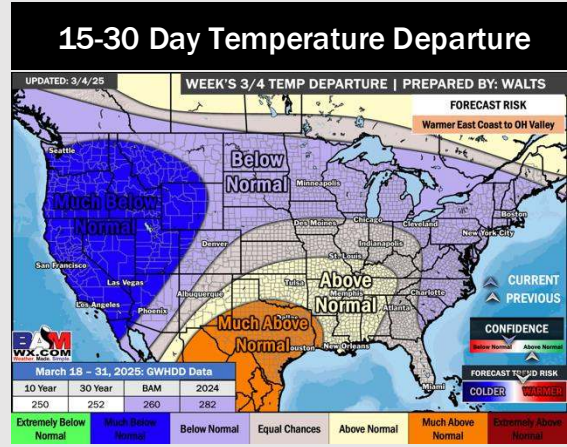 15-30 Day Temperature Departure
UPDATED: 3/4/25
WEEK'S 3/4 TEMP DEPARTURE | PREPARED BY: WALTS
FORECAST RISK
Warmer East Coast to OH Valley
Seattle
Below
Normal
Minneapolis
Much Below
Normal
Boston
Des Moines
Chicago
Cleveland
New York City
San Francisco
Denver
Indianapolis
St. Louis
Las Vegas
Above
Normal
CURRENT
PREVIOUS
Los Angeles
Albuquerque
Tulsa
Memphis
Charlotte
Phoenix
Atlanta
Much Above
Normal
Houston
New Orleans
CONFIDENCE
Below Normal
Above Normal
Miami
BAM
WX.COM
Weather. Made. Simple.
March 18 – 31, 2025: GWHDD Data
10 Year
30 Year
BAM
2024
250
252
260
282
FORECAST TREND RISK
COLDER
WARMER
Extremely Below
Normal
Much Below
Normal
Below Normal
Equal Chances
Above Normal
Much Above
Normal
Extremely Above
Normal